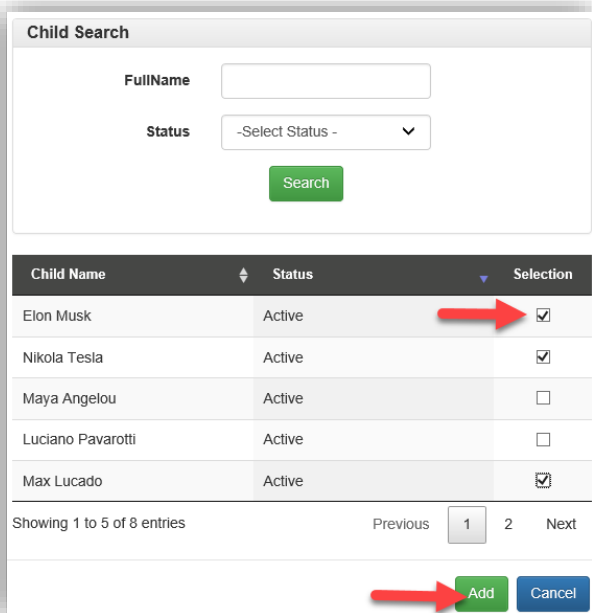 Child Search
FullName
Status -Select Status -
Search
Child Name Status Selection
Elon Musk Active
Nikola Tesla Active
Maya Angelou Active
Luciano Pavarotti Active
Max Lucado Active
Showing 1 to 5 of 8 entries Previous 1 2 Next
Add Cancel